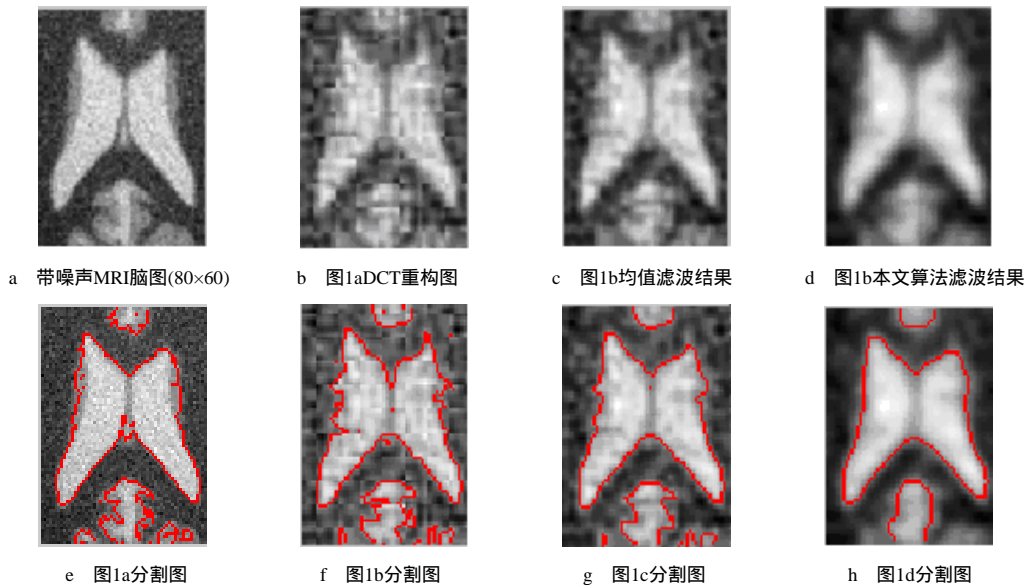 a 带噪声MRI脑图(80×60)
b 图1aDCT重构图
c 图1b均值滤波结果
d 图1b本文算法滤波结果
e 图1a分割图
f 图1b分割图
g 图1c分割图
h 图1d分割图